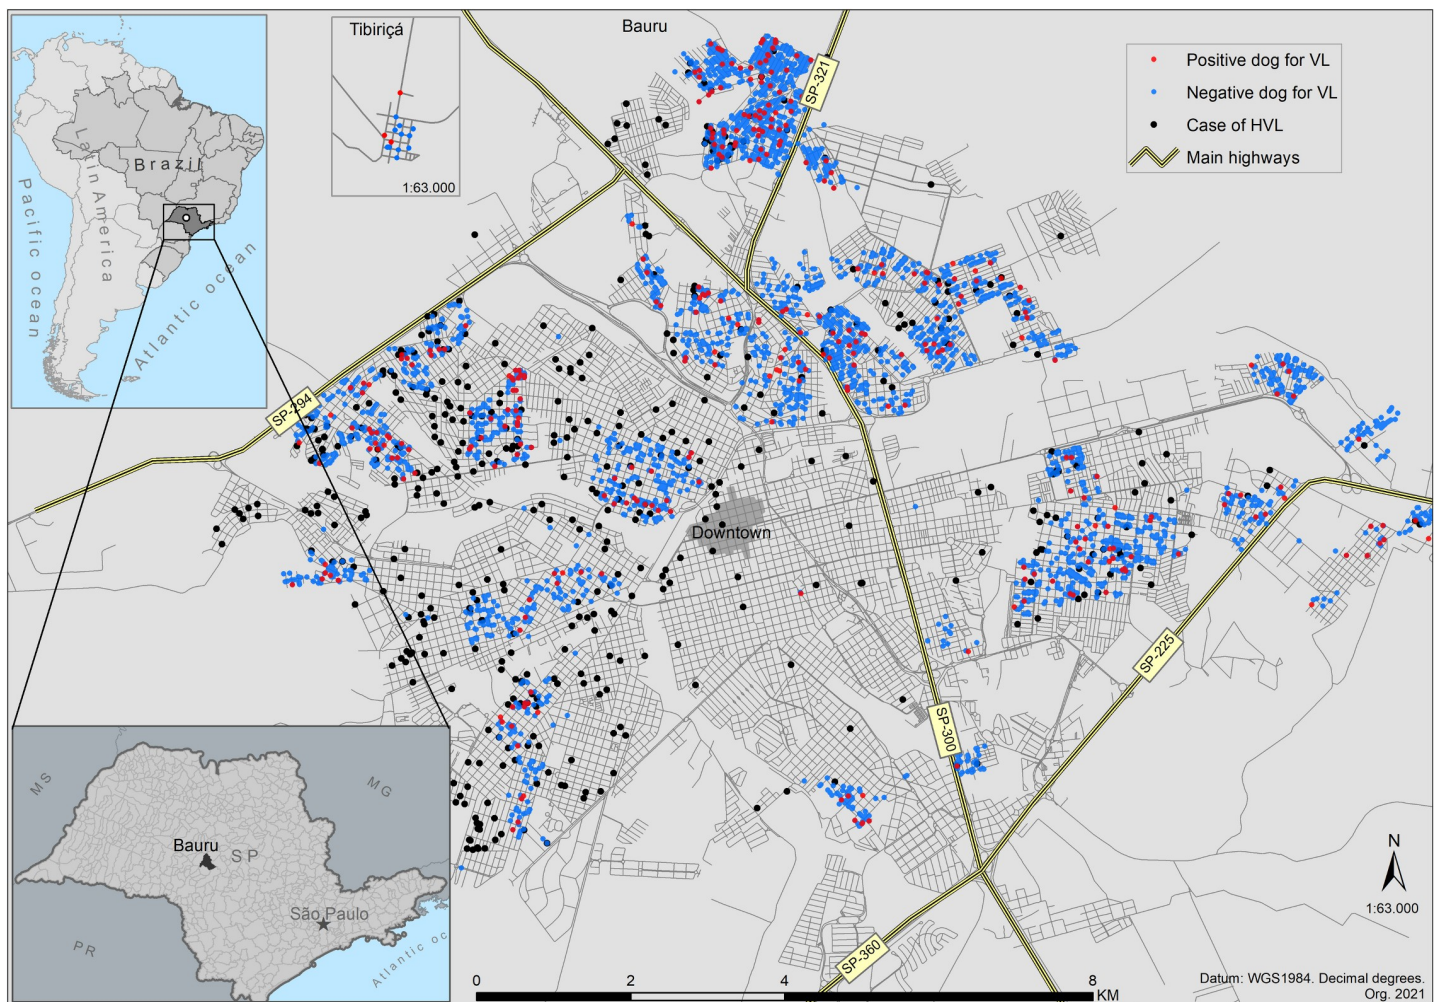 Tibiriçá
1:63.000
Bauru
Positive dog for VL
Negative dog for VL
Case of HVL
Main highways
SP-321
Latin America
Brazil
Pacific ocean
Atlantic ocean
SP-294
Downtown
SP-225
SP-300
SP-360
MS
MG
Bauru
SP
São Paulo
PR
Atlantic oc
N
1:63.000
0 2 4 8 KM
Datum: WGS1984. Decimal degrees.
Org. 2021